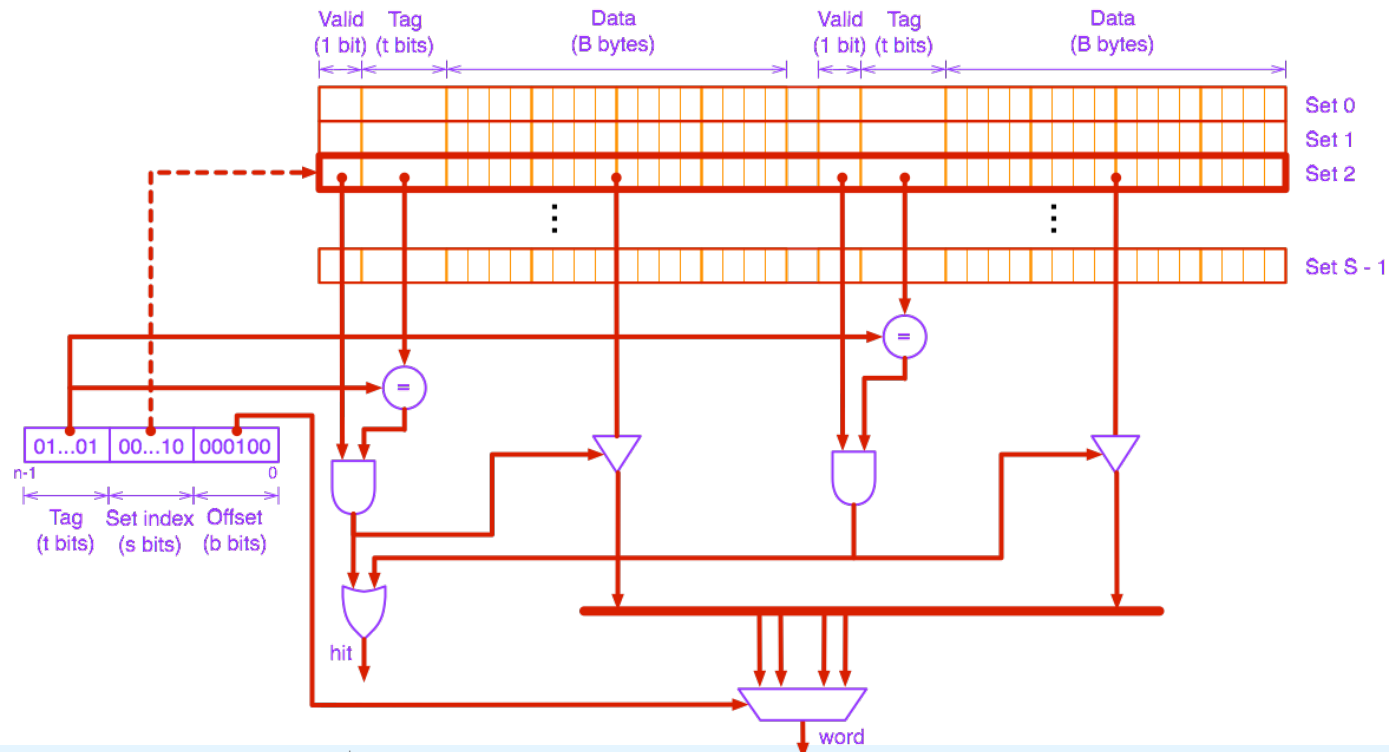 Valid
(1 bit)
Tag
(t bits)
Data
(B bytes)
Valid
(1 bit)
Tag
(t bits)
Data
(B bytes)
Set 0
Set 1
Set 2
Set S - 1
=
=
01...01 00...10 000100
n-1 0
Tag
(t bits)
Set index
(s bits)
Offset
(b bits)
hit
word